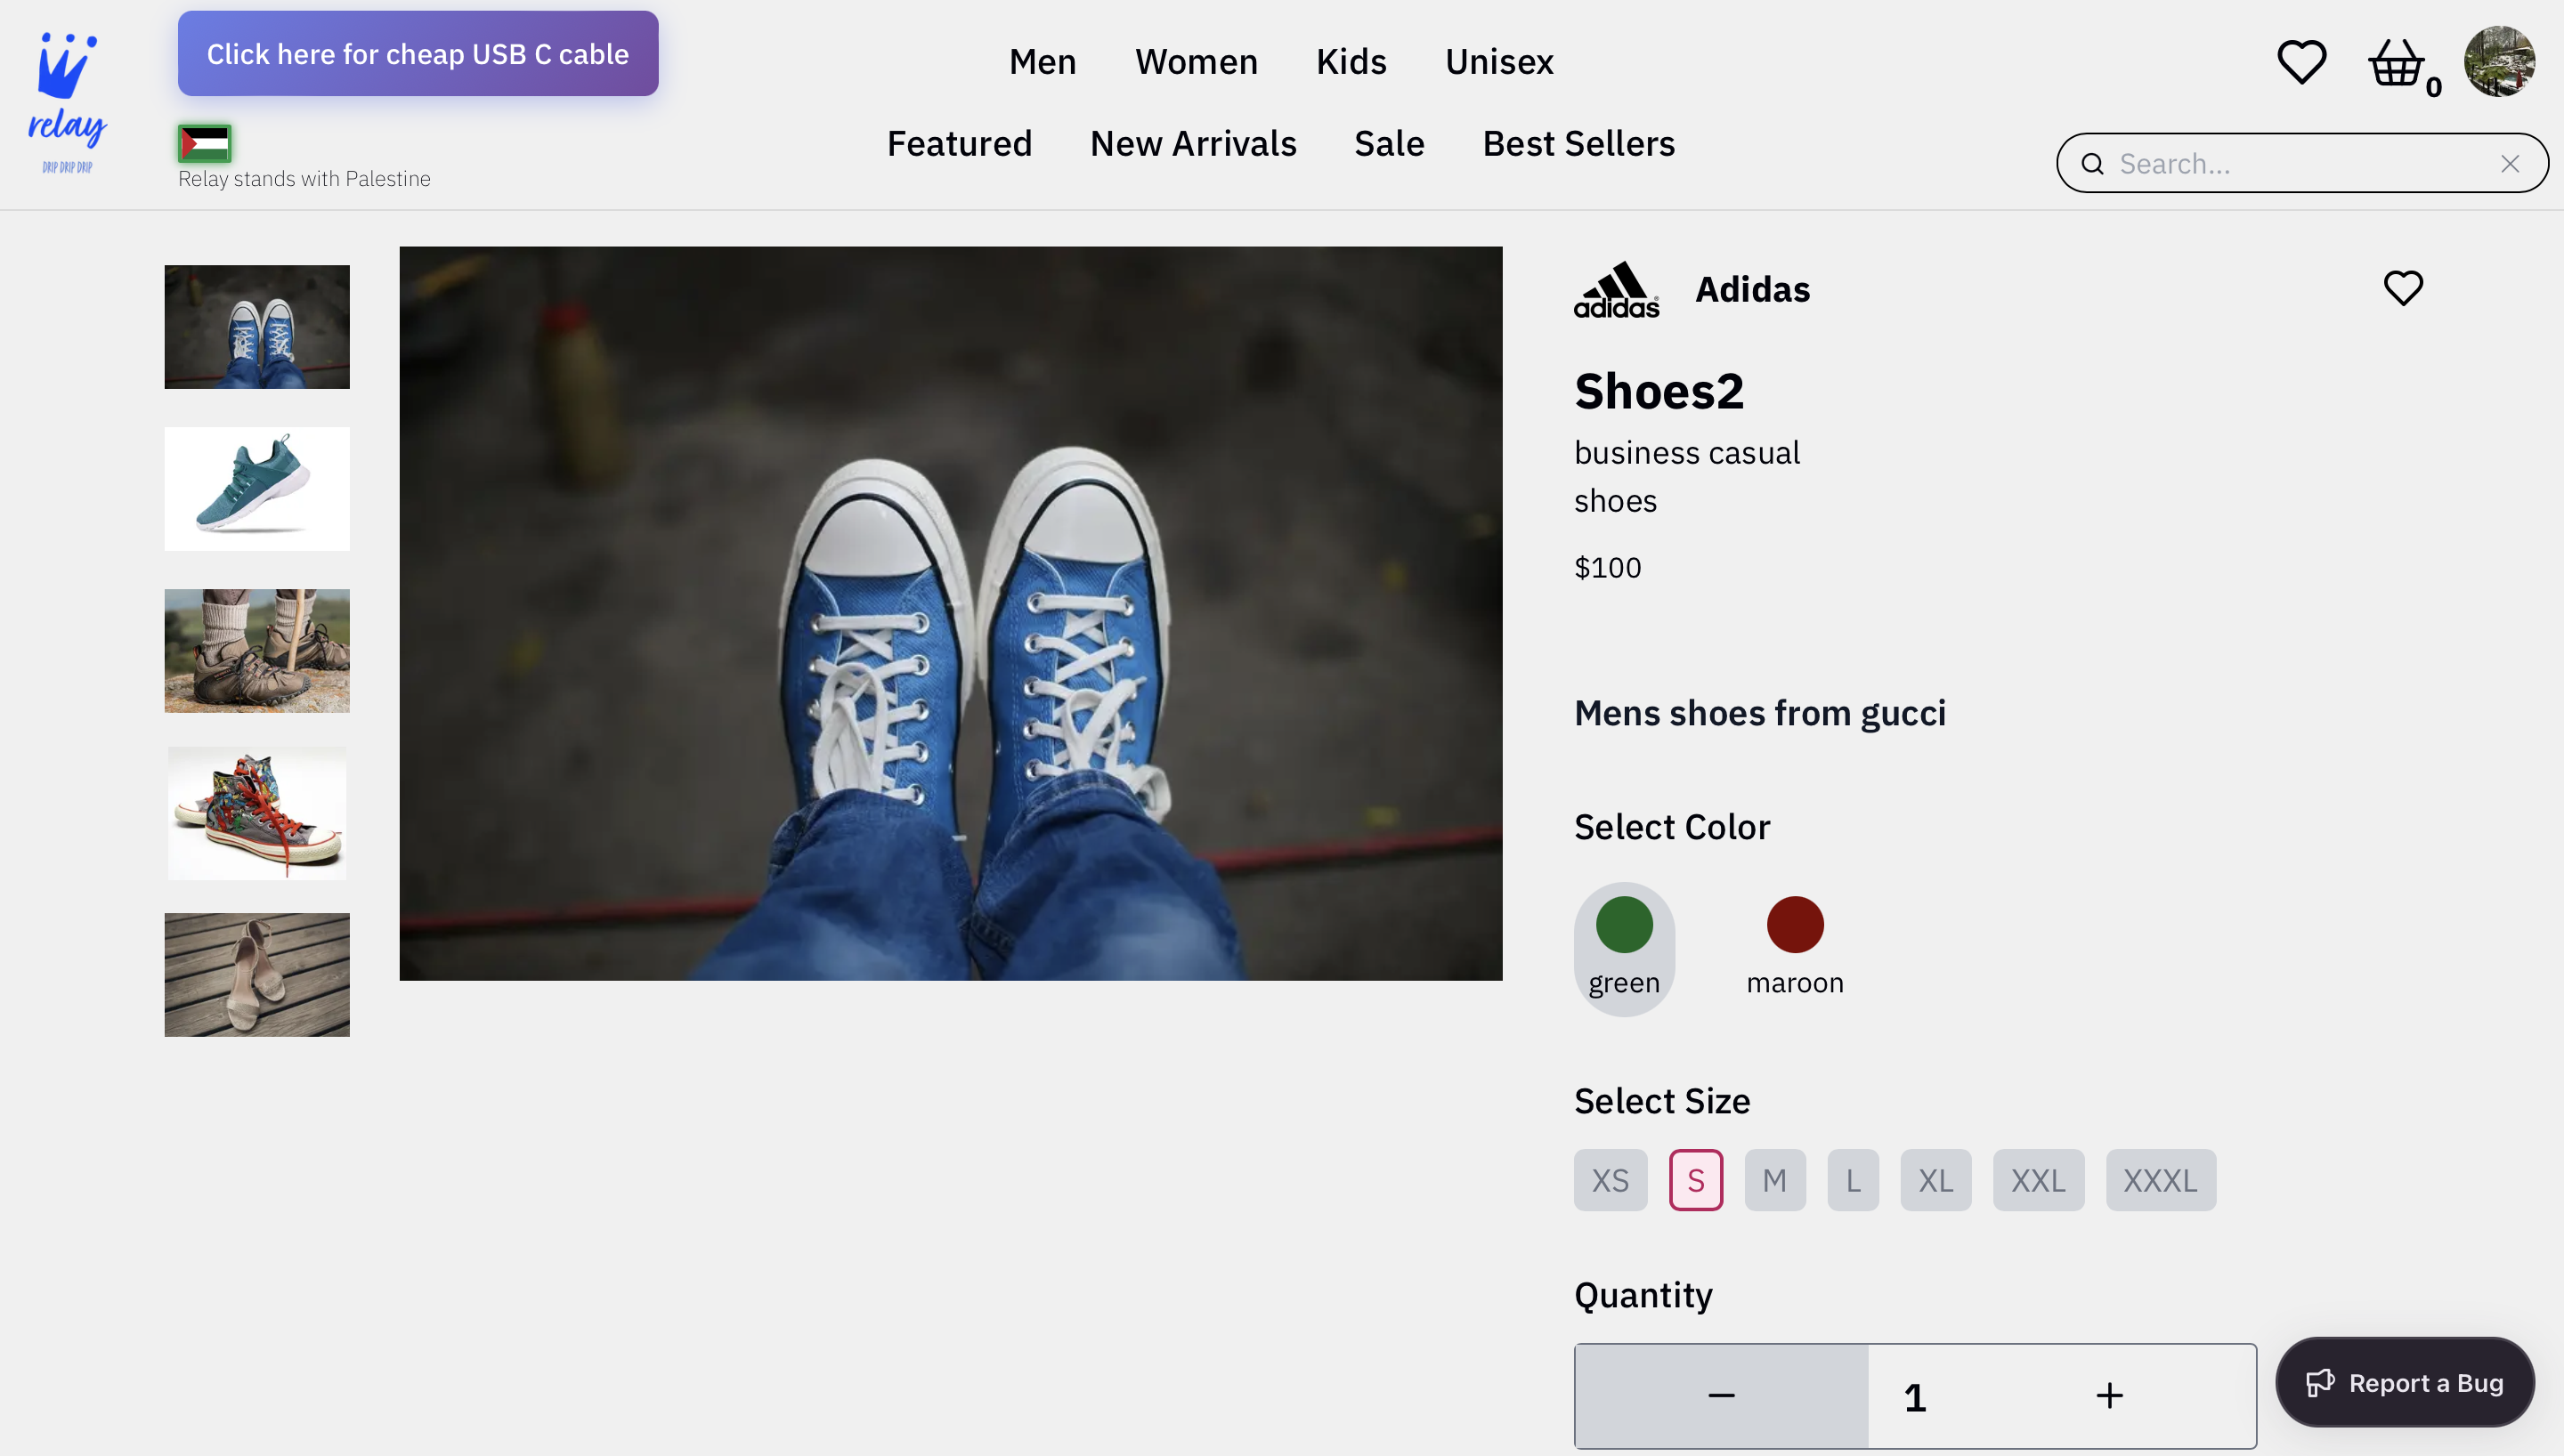 Click here for cheap USB C cable
Men Women Kids Unisex
0
relay
DRIP DRIP DRIP
Relay stands with Palestine
Featured New Arrivals Sale Best Sellers
Search...
adidas
Adidas
Shoes2
business casual
shoes
$100
Mens shoes from gucci
Select Color
green maroon
Select Size
XS S M L XL XXL XXXL
Quantity
− 1 +
Report a Bug